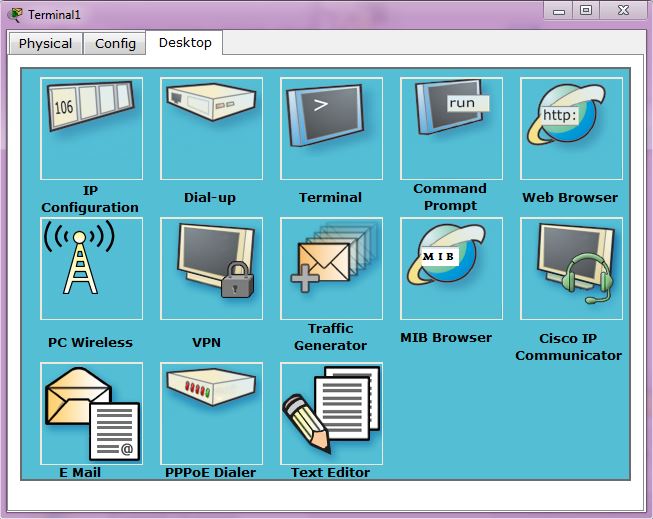 Terminal1
Physical
Config
Desktop
106
>
run
http:
IP
Configuration
Dial-up
Terminal
Command
Prompt
Web Browser
MIB
PC Wireless
VPN
Traffic
Generator
MIB Browser
Cisco IP
Communicator
@
E Mail
PPPoE Dialer
Text Editor